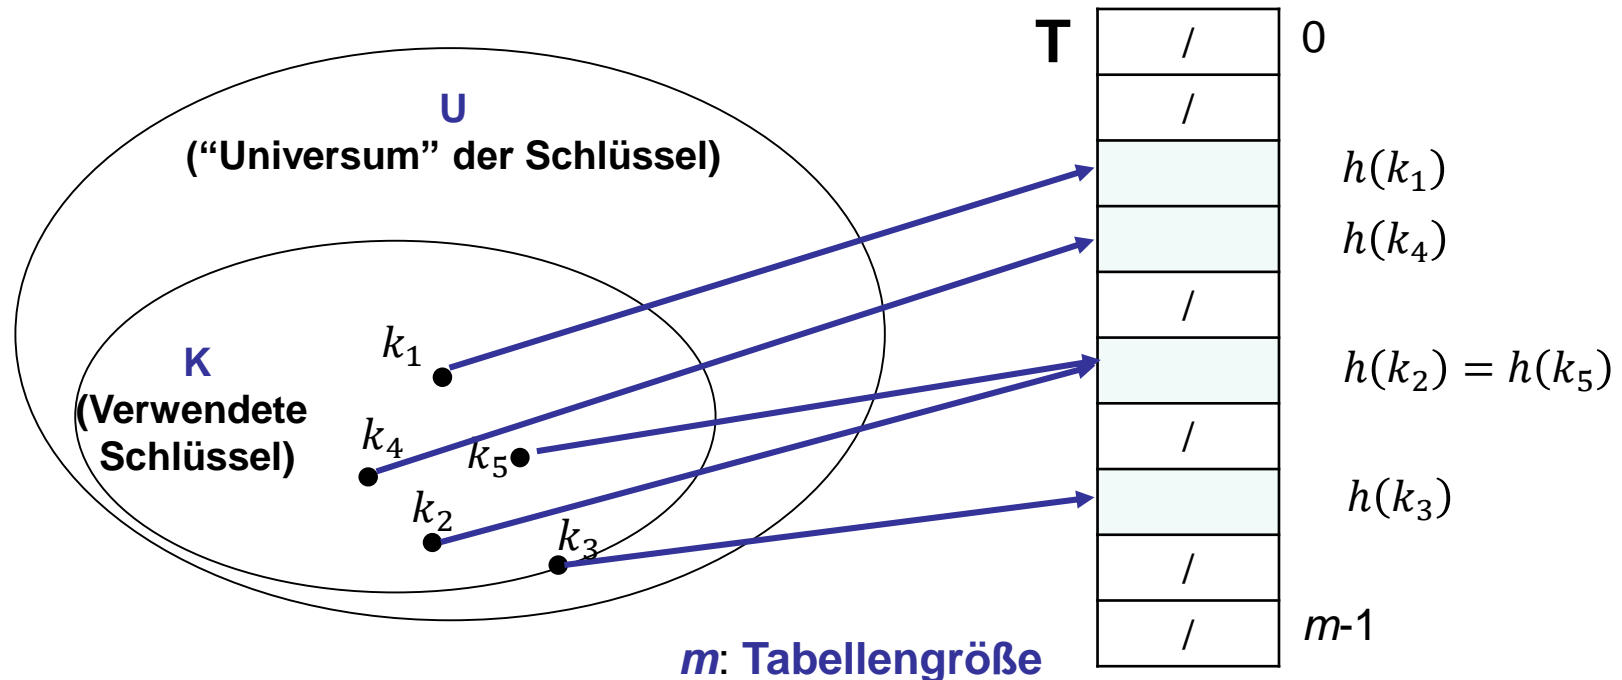 T
/
0
U
(“Universum” der Schlüssel)
/
h(k₁)
h(k₄)
/
k₁
K
(Verwendete
Schlüssel)
h(k₂) = h(k₅)
k₄
k₅
/
k₂
k₃
h(k₃)
/
/
m-1
m: Tabellengröße